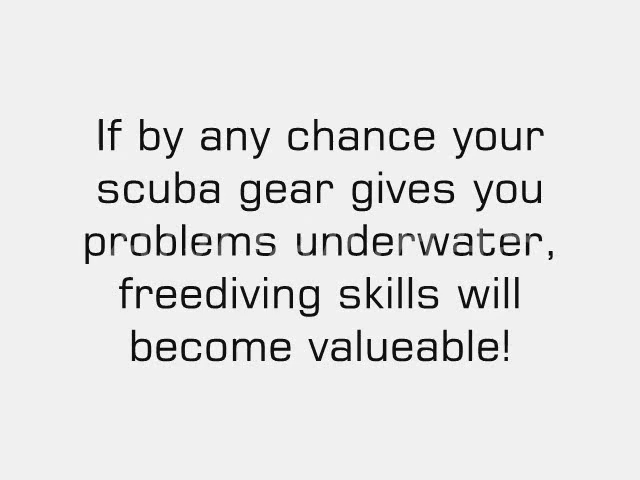 If by any chance your
scuba gear gives you
problems underwater,
freediving skills will
become valueable!